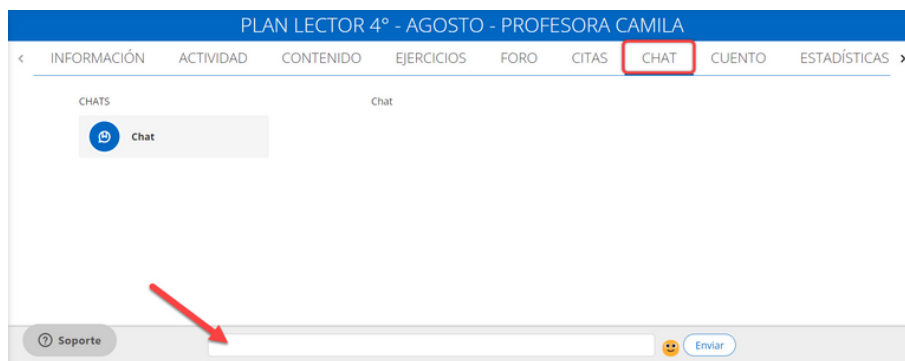 PLAN LECTOR 4° - AGOSTO - PROFESORA CAMILA
INFORMACIÓN ACTIVIDAD CONTENIDO EJERCICIOS FORO CITAS CHAT CUENTO ESTADÍSTICAS
CHATS Chat
Chat
Soporte Enviar